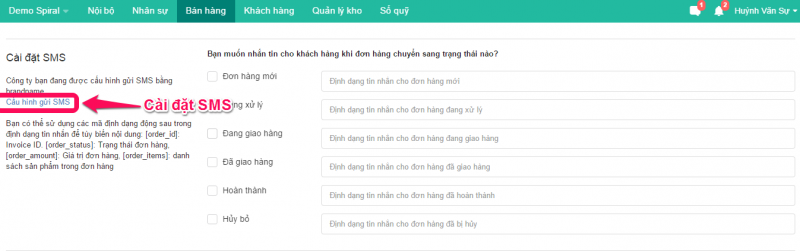 Demo Spiral Nội bộ Nhân sự Bán hàng Khách hàng Quản lý kho Sổ quỹ 1 2 Huỳnh Văn Sự
Cài đặt SMS
Công ty bạn đang được cấu hình gửi SMS bằng
brandname
Cấu hình gửi SMS
Cài đặt SMS
Bạn có thể sử dụng các mã định dạng động sau trong
định dạng tin nhắn để tùy biến nội dung: [order_id]:
Invoice ID. [order_status]: Trạng thái đơn hàng,
[order_amount]: Giá trị đơn hàng, [order_items]: danh
sách sản phẩm trong đơn hàng
Bạn muốn nhắn tin cho khách hàng khi đơn hàng chuyển sang trạng thái nào?
Đơn hàng mới Định dạng tin nhắn cho đơn hàng mới
xử lý Định dạng tin nhắn cho đơn hàng đang xử lý
Đang giao hàng Định dạng tin nhắn cho đơn hàng đang giao hàng
Đã giao hàng Định dạng tin nhắn cho đơn hàng đã giao hàng
Hoàn thành Định dạng tin nhắn cho đơn hàng đã hoàn thành
Hủy bỏ Định dạng tin nhắn cho đơn hàng đã bị hủy